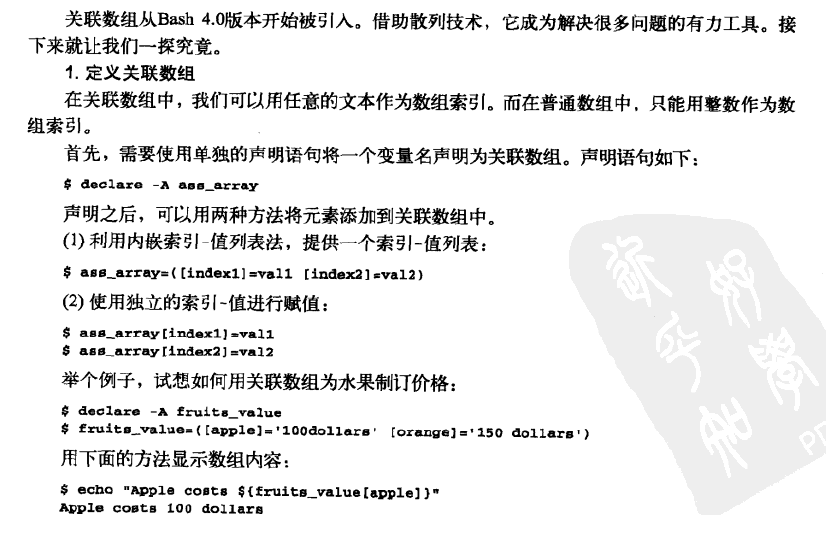 关联数组从Bash 4.0版本开始被引入。借助散列技术，它成为解决很多问题的有力工具。接
下来就让我们一探究竟。
1. 定义关联数组
在关联数组中，我们可以用任意的文本作为数组索引。而在普通数组中，只能用整数作为数
组索引。
首先，需要使用单独的声明语句将一个变量名声明为关联数组。声明语句如下：
$ declare -A ass_array
声明之后，可以用两种方法将元素添加到关联数组中。
(1) 利用内嵌索引-值列表法，提供一个索引-值列表：
$ ass_array=([index1]=val1 [index2]=val2)
(2) 使用独立的索引-值进行赋值：
$ ass_array[index1]=val1
$ ass_array[index2]=val2
举个例子，试想如何用关联数组为水果制订价格：
$ declare -A fruits_value
$ fruits_value=([apple]='100dollars' [orange]='150 dollars')
用下面的方法显示数组内容：
$ echo "Apple costs ${fruits_value[apple]}"
Apple costs 100 dollars